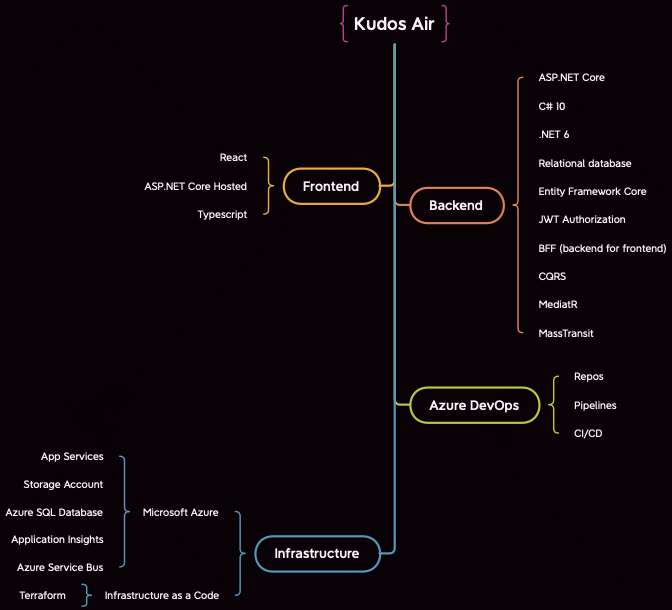 Kudos Air
Frontend
React
ASP.NET Core Hosted
Typescript
Backend
ASP.NET Core
C# 10
.NET 6
Relational database
Entity Framework Core
JWT Authorization
BFF (backend for frontend)
CQRS
MediatR
MassTransit
Azure DevOps
Repos
Pipelines
CI/CD
Infrastructure
Microsoft Azure
App Services
Storage Account
Azure SQL Database
Application Insights
Azure Service Bus
Infrastructure as a Code
Terraform